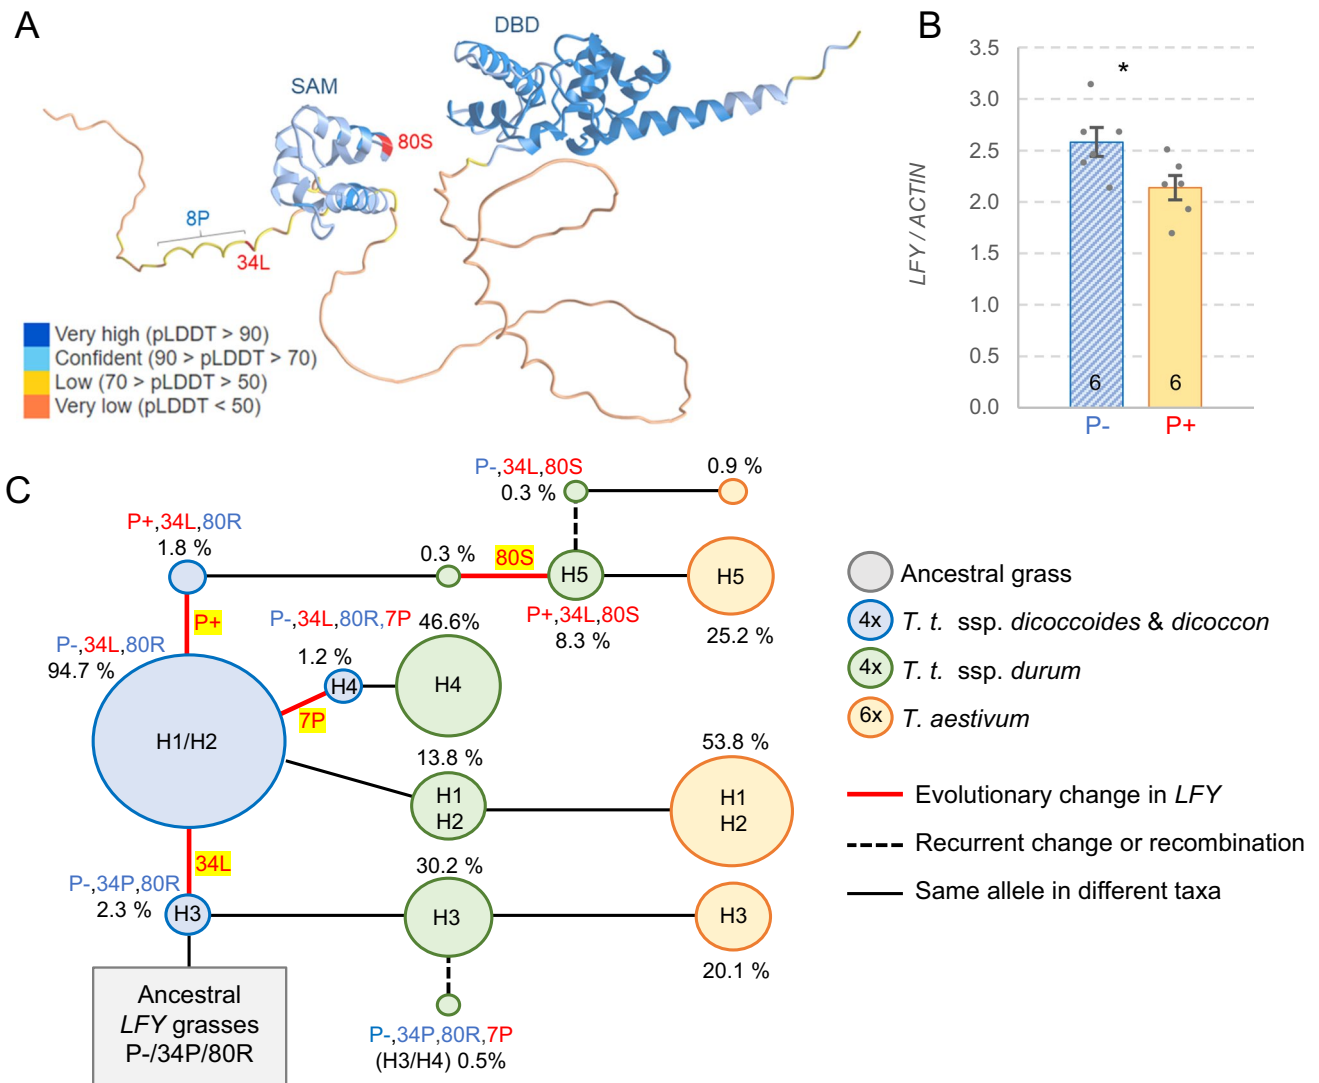 A
SAM
DBD
80S
8P
34L
Very high (pLDDT > 90)
Confident (90 > pLDDT > 70)
Low (70 > pLDDT > 50)
Very low (pLDDT < 50)
B
LFY / ACTIN
3.5
3.0
2.5
2.0
1.5
1.0
0.5
0.0
*
6
6
P-
P+
C
P-,34L,80S
0.3 %
0.9 %
P+,34L,80R
1.8 %
0.3 %
80S
H5
H5
P+,34L,80S
8.3 %
25.2 %
P+
P-,34L,80R
94.7 %
P-,34L,80R,7P
46.6%
1.2 %
H4
H4
7P
H1/H2
13.8 %
H1
H2
53.8 %
H1
H2
34L
P-,34P,80R
2.3 %
H3
30.2 %
H3
H3
20.1 %
P-,34P,80R,7P
(H3/H4) 0.5%
Ancestral
LFY grasses
P-/34P/80R
Ancestral grass
4x T. t. ssp. dicoccoides & dicoccon
4x T. t. ssp. durum
6x T. aestivum
Evolutionary change in LFY
Recurrent change or recombination
Same allele in different taxa